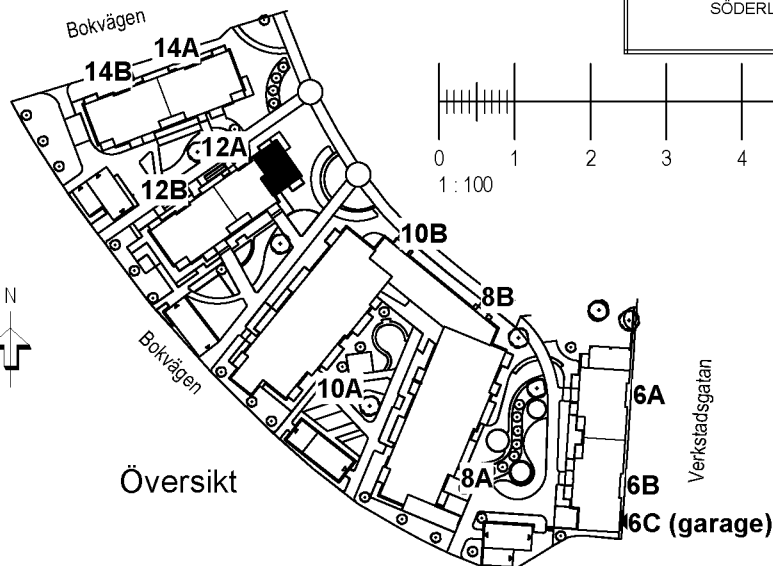 SÖDERL
Bokvägen
14A
14B
12A
12B
0 1 2 3 4
1 : 100
10B
8B
N
Bokvägen
10A
6A
Verkstadsgatan
Översikt
8A
6B
6C (garage)